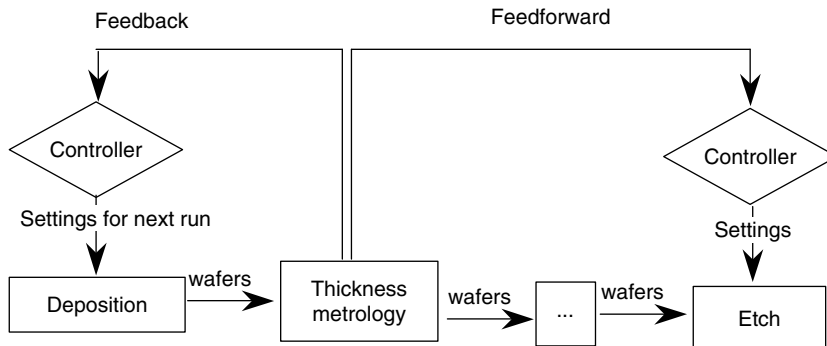 Feedback
Feedforward
Controller
Controller
Settings for next run
Settings
Deposition
wafers
Thickness
metrology
wafers
...
wafers
Etch